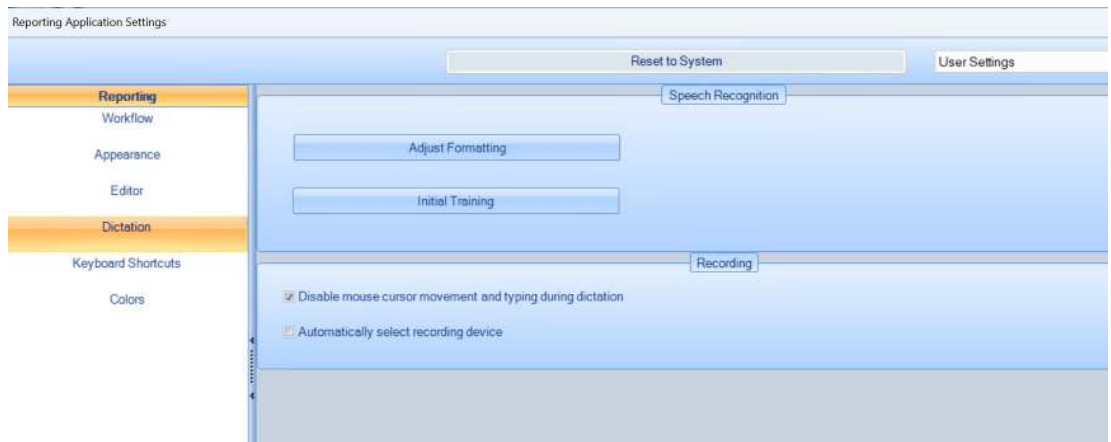 Reporting Application Settings
Reset to System
User Settings
Reporting
Workflow
Appearance
Editor
Dictation
Keyboard Shortcuts
Colors
Speech Recognition
Adjust Formatting
Initial Training
Recording
Disable mouse cursor movement and typing during dictation
Automatically select recording device